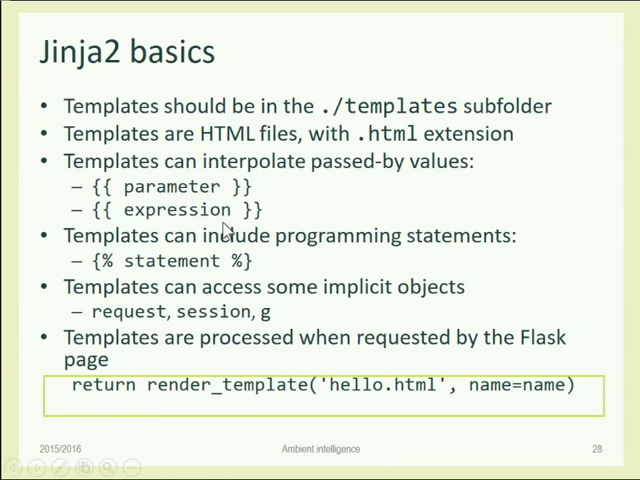 Jinja2 basics
• Templates should be in the ./templates subfolder
• Templates are HTML files, with .html extension
• Templates can interpolate passed-by values:
– {{ parameter }}
– {{ expression }}
• Templates can include programming statements:
– {% statement %}
• Templates can access some implicit objects
– request, session, g
• Templates are processed when requested by the Flask
page
return render_template('hello.html', name=name)
2015/2016
Ambient intelligence
28